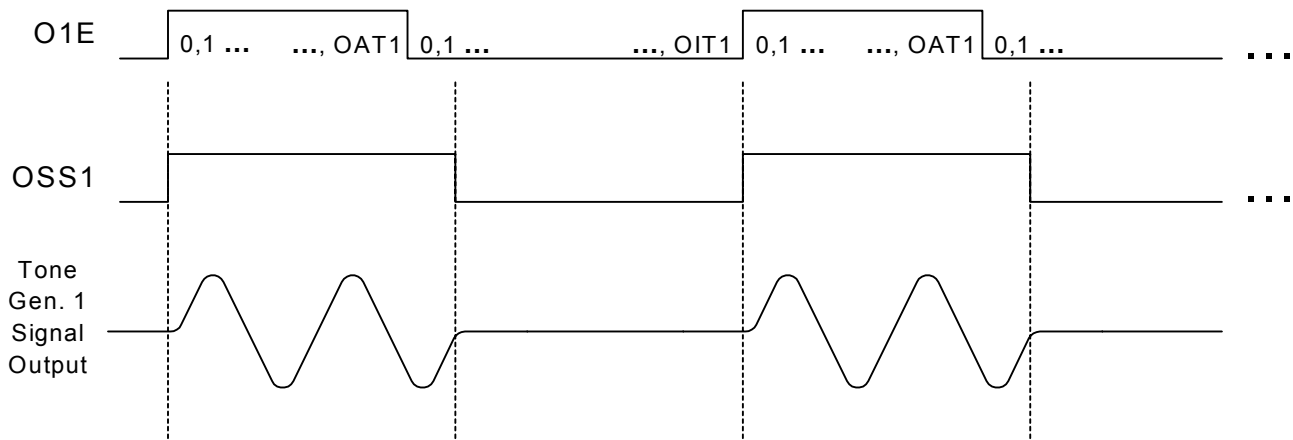 O1E
0,1 ... ..., OAT1 0,1 ... ..., OIT1 0,1 ... ..., OAT1 0,1 ...
...
OSS1
...
Tone
Gen. 1
Signal
Output